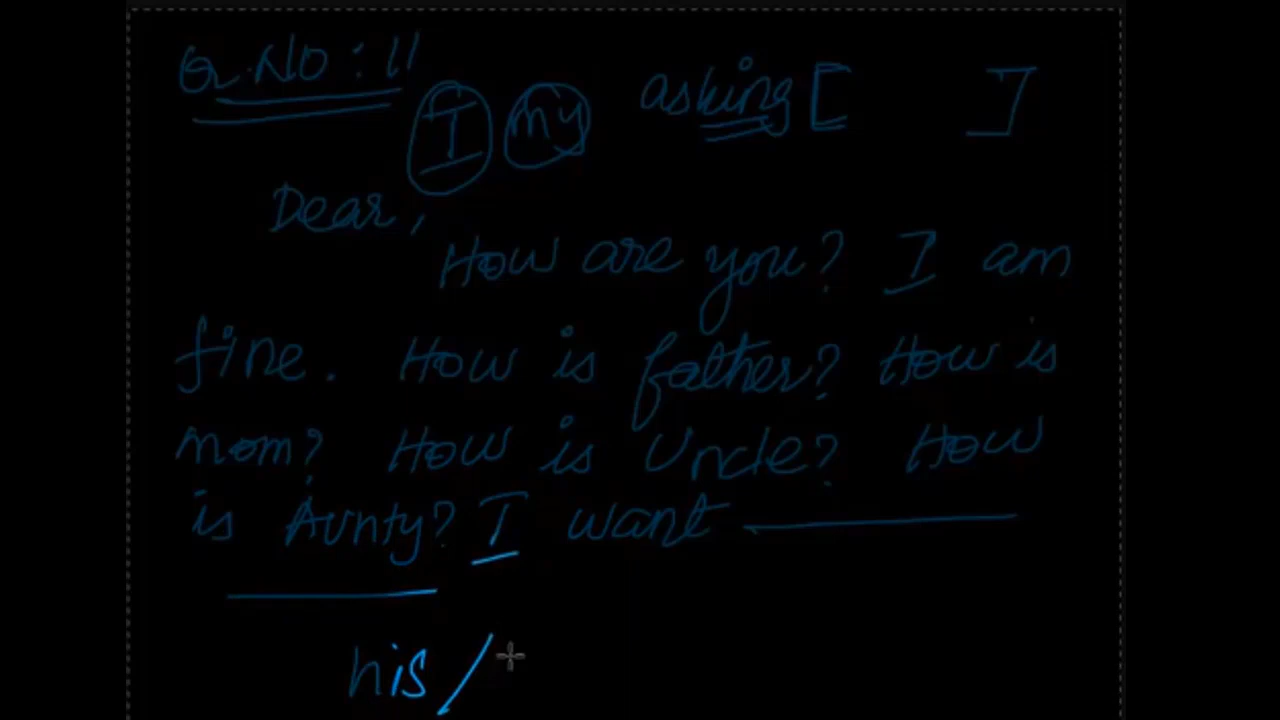 Q.No: 11
I my asking [ ]
Dear,
How are you? I am
fine. How is father? How is
mom? How is Uncle? How
is Aunty? I want
his /